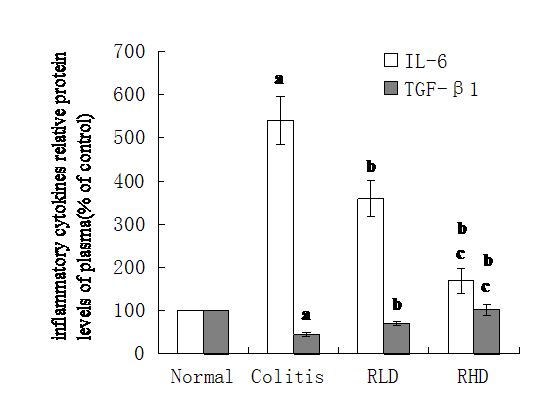 inflammatory cytokines relative protein
levels of plasma(% of control)
700
600
500
400
300
200
100
0
IL-6
TGF-β1
a
a
b
b
b
c
b
c
Normal
Colitis
RLD
RHD